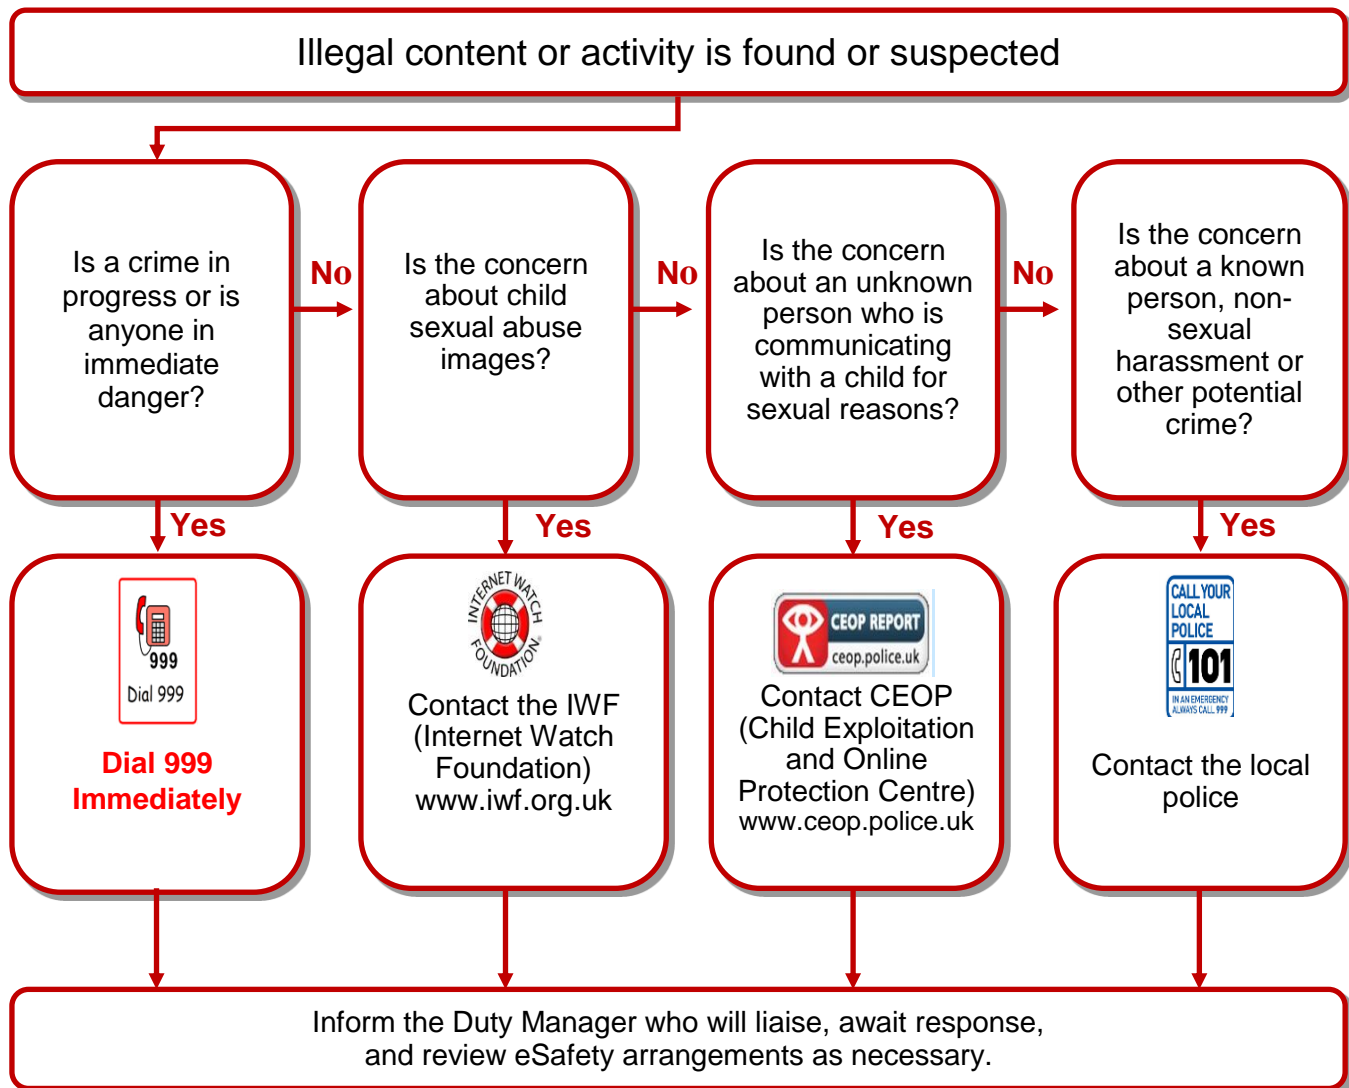 Illegal content or activity is found or suspected
Is a crime in
progress or is
anyone in
immediate
danger?
No
Is the concern
about child
sexual abuse
images?
No
Is the concern
about an unknown
person who is
communicating
with a child for
sexual reasons?
No
Is the concern
about a known
person, non-
sexual
harassment or
other potential
crime?
Yes
Yes
Yes
Yes
999
Dial 999
Dial 999
Immediately
INTERNET WATCH
FOUNDATION
Contact the IWF
(Internet Watch
Foundation)
www.iwf.org.uk
CEOP REPORT
ceop.police.uk
Contact CEOP
(Child Exploitation
and Online
Protection Centre)
www.ceop.police.uk
CALL YOUR
LOCAL
POLICE
101
IN AN EMERGENCY
ALWAYS CALL 999
Contact the local
police
Inform the Duty Manager who will liaise, await response,
and review eSafety arrangements as necessary.